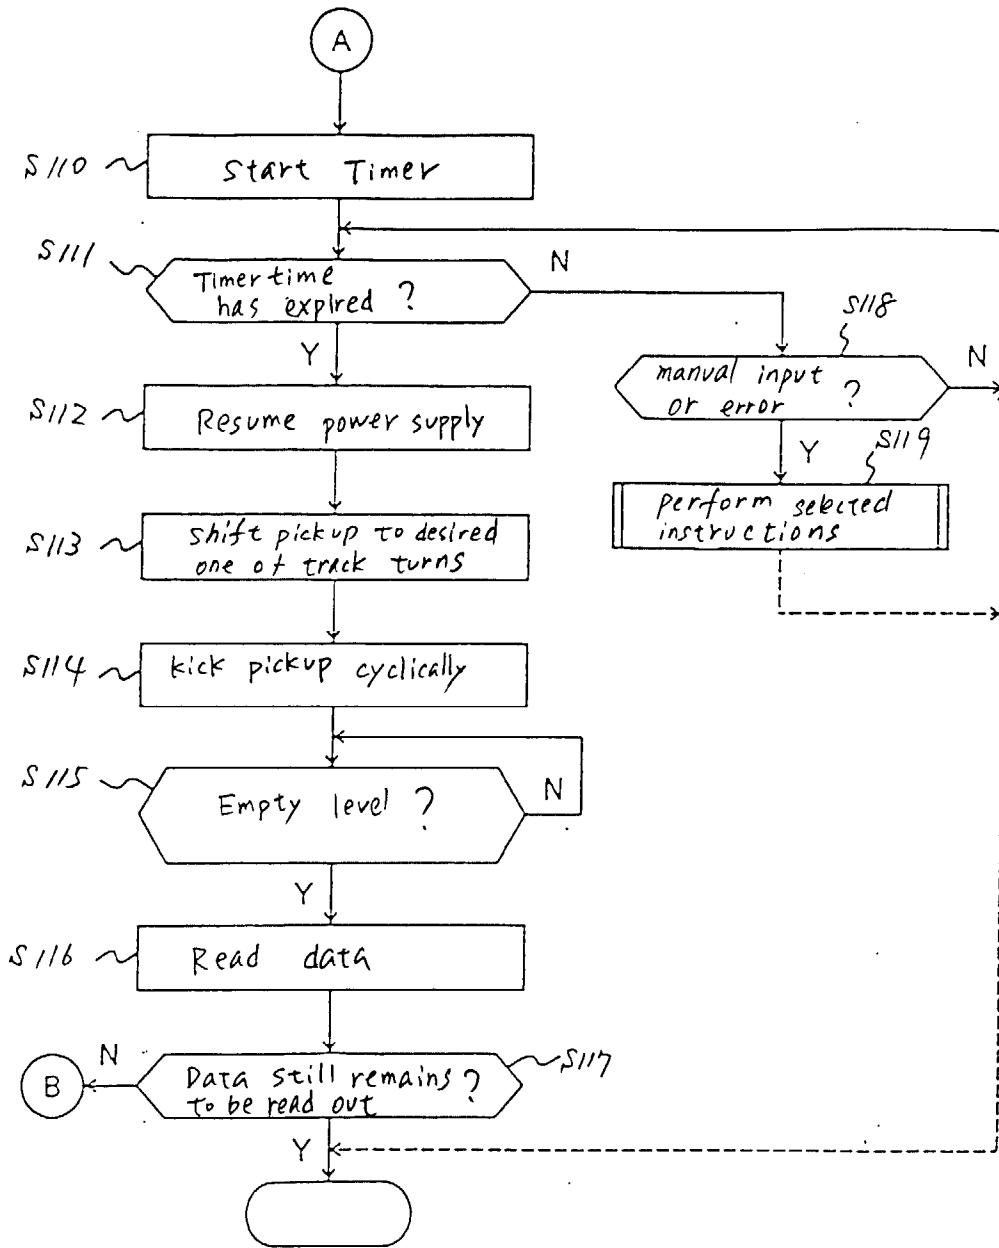 A
S110
Start Timer
S111
Timer time
has expired ?
N
Y
S118
manual input
or error ?
N
Y
S112
Resume power supply
S119
perform selected
instructions
S113
shift pickup to desired
one of track turns
S114
kick pickup cyclically
S115
Empty level ?
N
Y
S116
Read data
S117
Data still remains
to be read out ?
N
B
Y